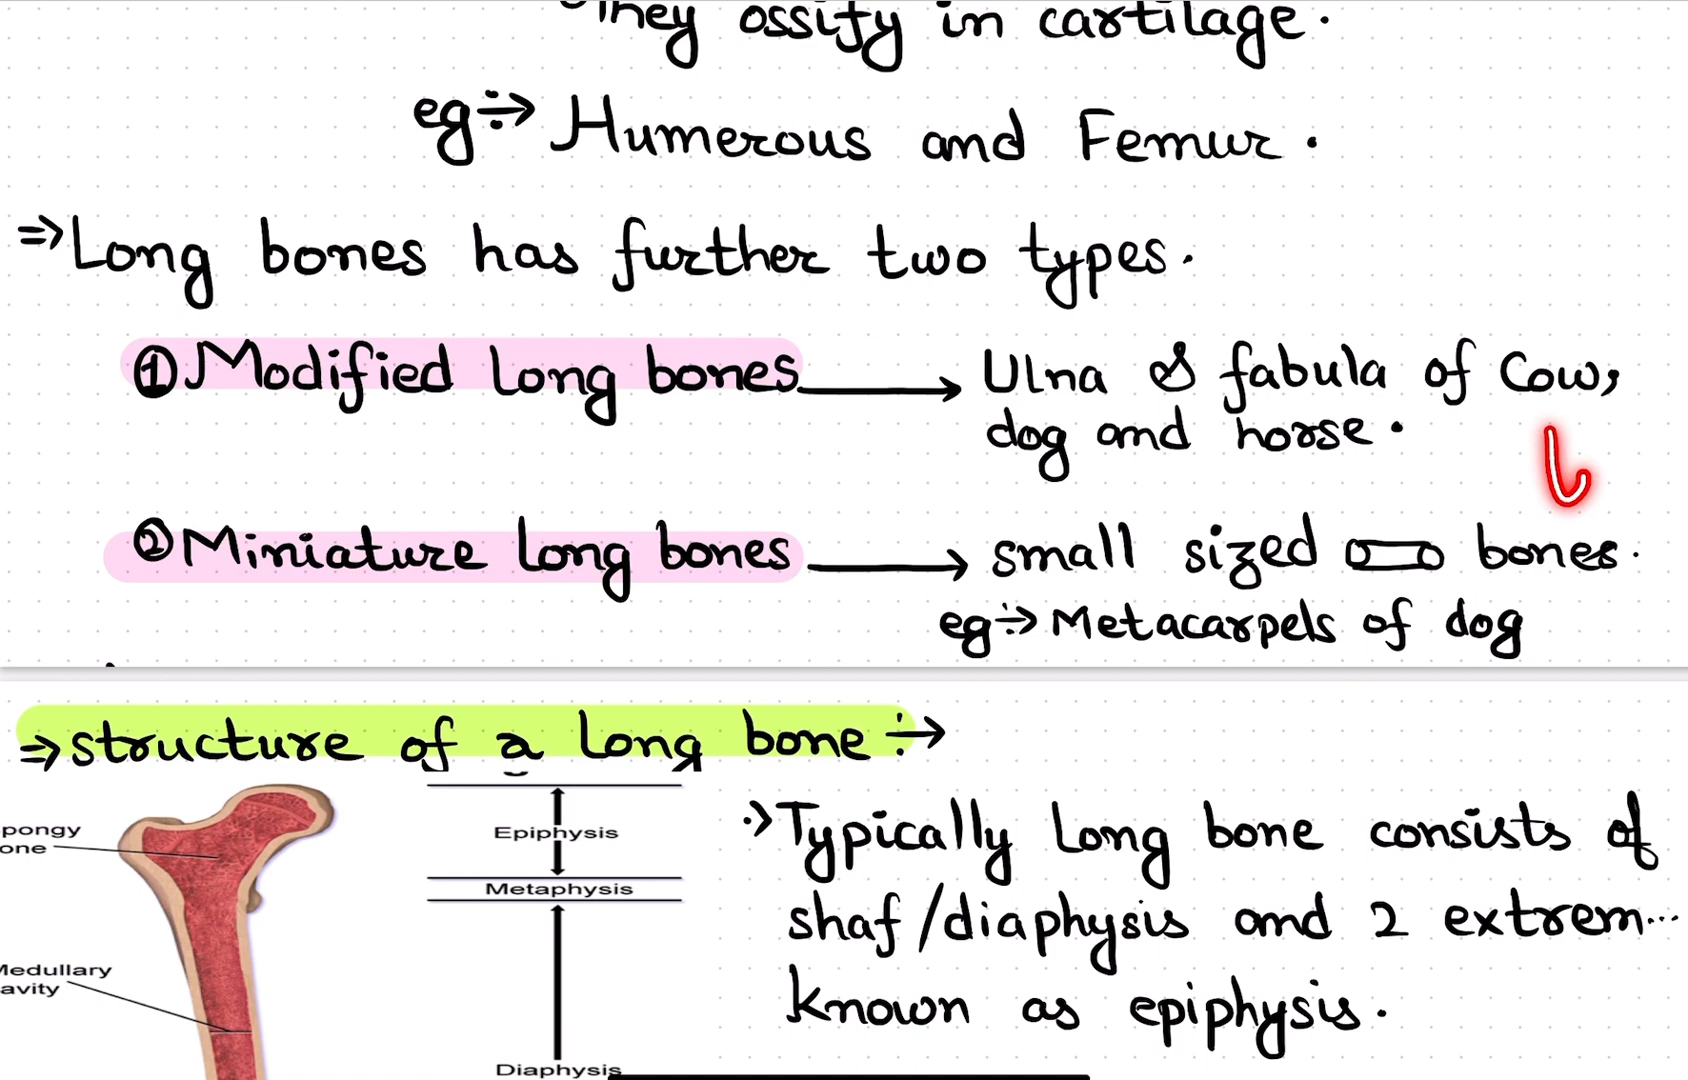 They ossify in cartilage.
eg ÷→ Humerous and Femur.
⇒ Long bones has further two types.
① Modified long bones → Ulna & fabula of Cow,
dog and horse.
② Miniature long bones → small sized bones.
eg ÷→ Metacarpels of dog
⇒ structure of a long bone ÷→
pongy
one
Epiphysis
Metaphysis
Medullary
avity
Diaphysis
Typically long bone consists of
shaf/diaphysis and 2 extrem...
known as epiphysis.